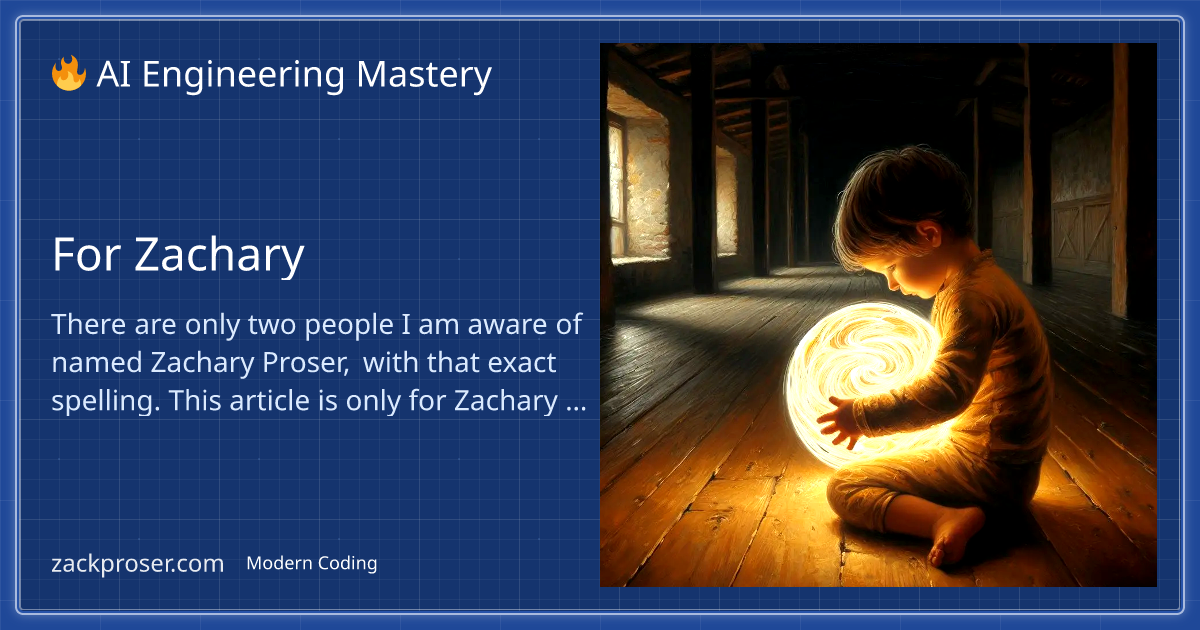 🔥 AI Engineering Mastery
For Zachary
There are only two people I am aware of
named Zachary Proser,  with that exact
spelling. This article is only for Zachary ...
zackproser.com
Modern Coding